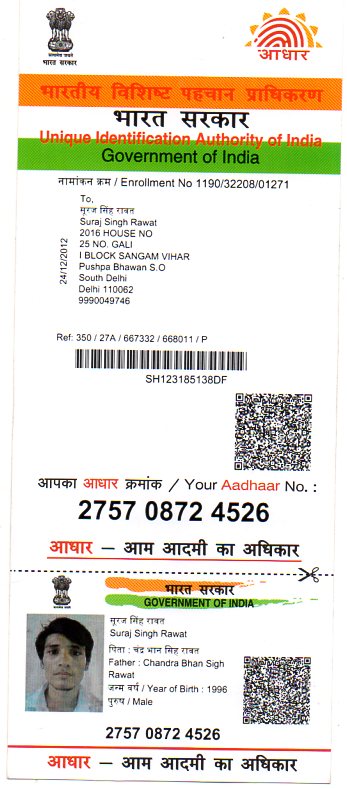 सत्यमेव जयते
भारत सरकार
आधार
भारतीय विशिष्ट पहचान प्राधिकरण
भारत सरकार
Unique Identification Authority of India
Government of India
नामांकन क्रम / Enrollment No 1190/32208/01271
To,
सूरज सिंह रावत
Suraj Singh Rawat
2016 HOUSE NO
25 NO. GALI
I BLOCK SANGAM VIHAR
Pushpa Bhawan S.O
South Delhi
Delhi 110062
9990049746
24/12/2012
Ref: 350 / 27A / 667332 / 668011 / P
SH123185138DF
आपका आधार क्रमांक / Your Aadhaar No. :
2757 0872 4526
आधार – आम आदमी का अधिकार
भारत सरकार
GOVERNMENT OF INDIA
सूरज सिंह रावत
Suraj Singh Rawat
पिता : चंद्र भान सिंह रावत
Father : Chandra Bhan Sigh
Rawat
जन्म वर्ष / Year of Birth : 1996
पुरुष / Male
2757 0872 4526
आधार – आम आदमी का अधिकार